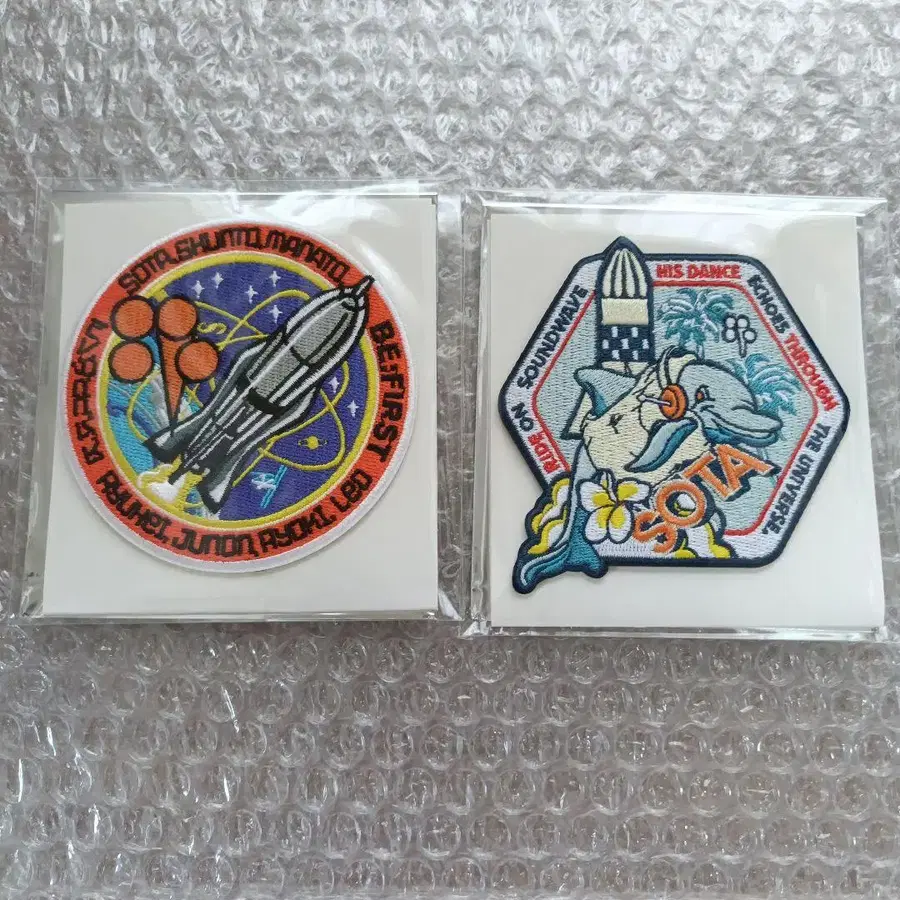 SOTA, SHUNTO, MANATO,
RYUHEI, JUNON, RYOKI, LEO
BE:FIRST
RIDE ON SOUNDWAVE
HIS DANCE ECHOES THROUGH THE UNIVERSE.
SOTA